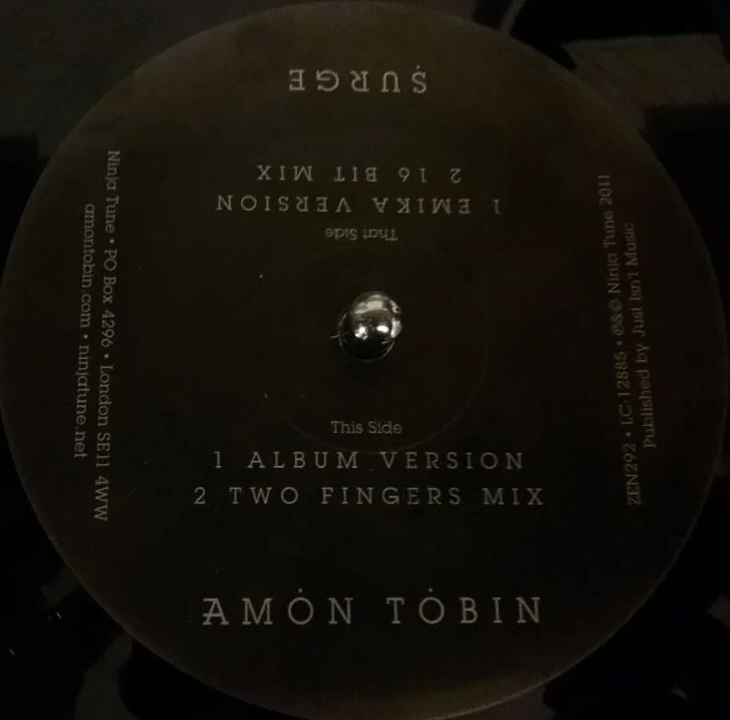 SURGE
That Side
1 EMIKA VERSION
2 16 BIT MIX
This Side
1 ALBUM VERSION
2 TWO FINGERS MIX
AMON TOBIN
Ninja Tune • PO Box 4296 • London SE11 4WW
amontobin.com • ninjatune.net
ZEN292 • LC-12885 • ℗&© Ninja Tune 2011
Published by Just Isn't Music